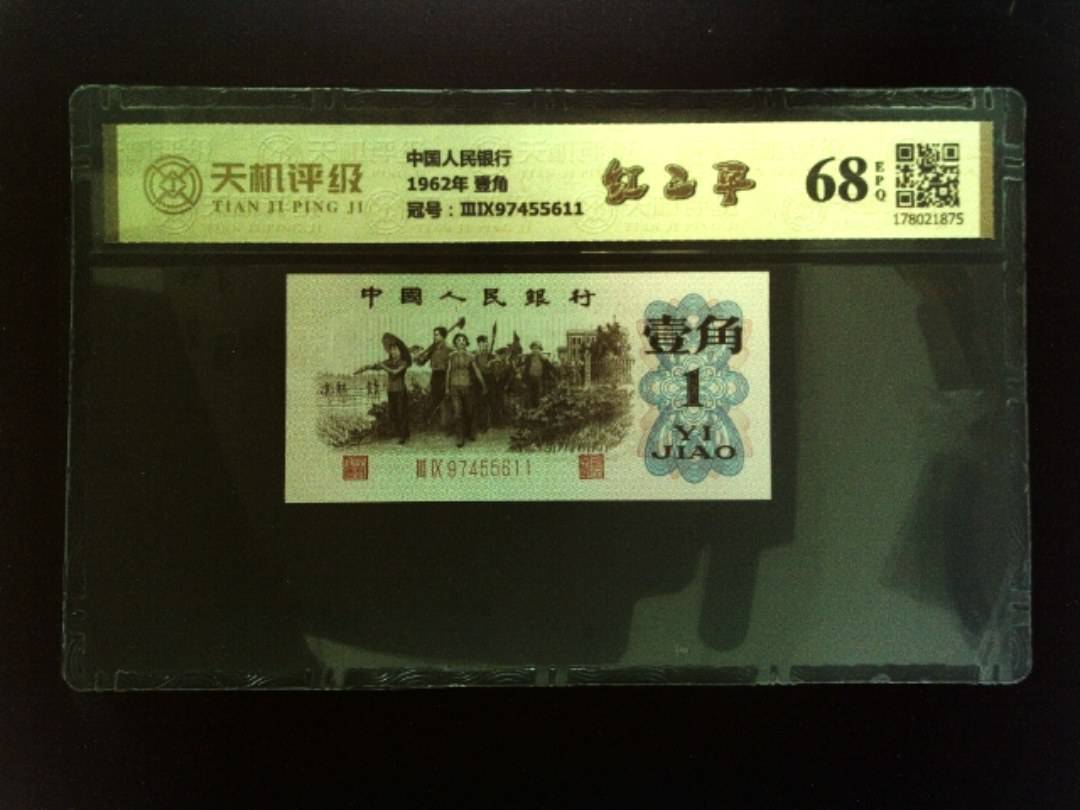 天机评级
TIAN JI PING JI
中国人民银行
1962年 壹角
冠号：ⅢⅨ97455611
红二平
68
EPQ
178021875
中國人民銀行
壹角
1
YI
JIAO
ⅢⅨ97455611